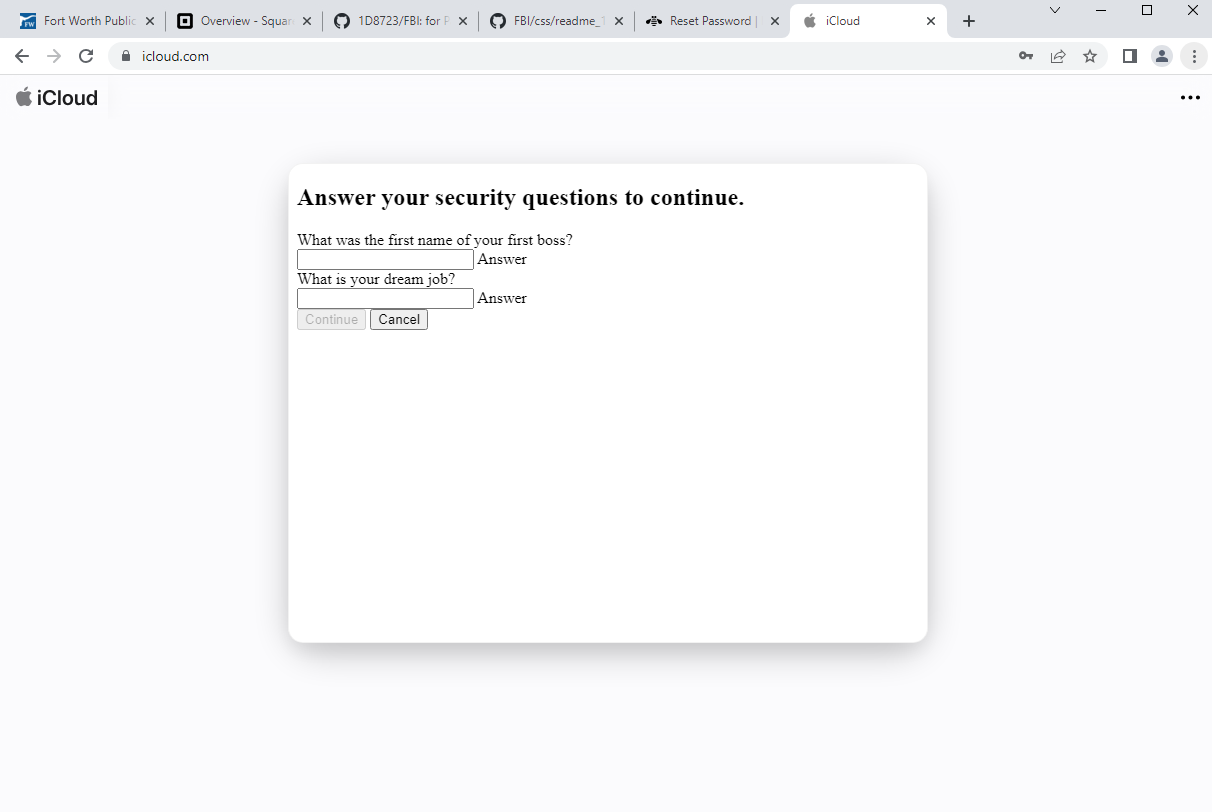 Fort Worth Public
Overview - Squar
1D8723/FBI: for P
FBI/css/readme_1
Reset Password |
iCloud
icloud.com
iCloud
Answer your security questions to continue.
What was the first name of your first boss?
Answer
What is your dream job?
Answer
Continue Cancel